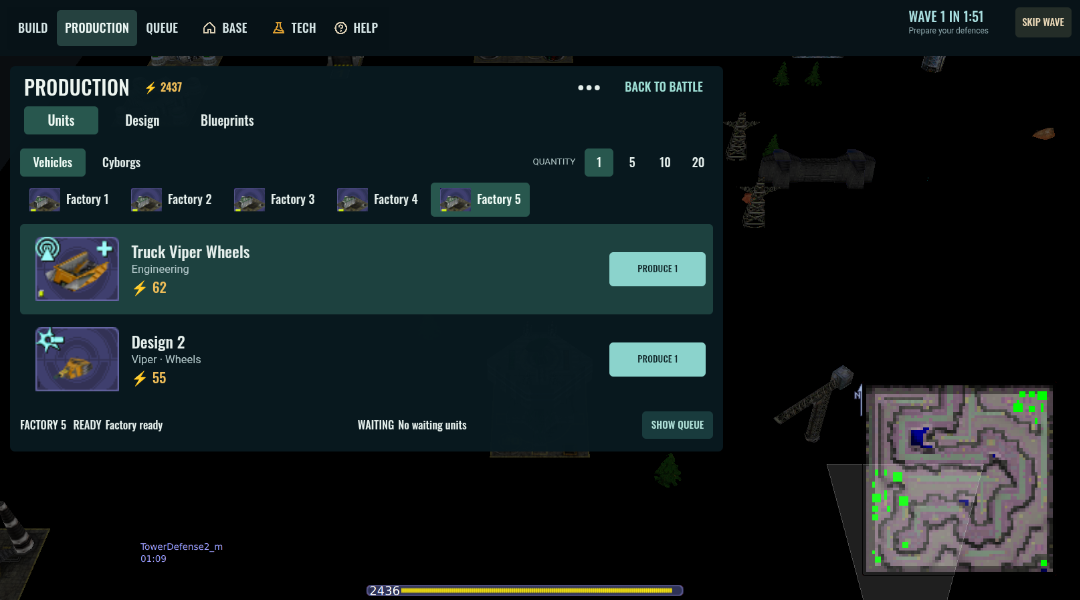 BUILD PRODUCTION QUEUE BASE TECH HELP
WAVE 1 IN 1:51
Prepare your defences
SKIP WAVE
PRODUCTION 2437
BACK TO BATTLE
Units Design Blueprints
Vehicles Cyborgs
QUANTITY 1 5 10 20
Factory 1 Factory 2 Factory 3 Factory 4 Factory 5
Truck Viper Wheels
Engineering
62
PRODUCE 1
Design 2
Viper · Wheels
55
PRODUCE 1
FACTORY 5 READY Factory ready
WAITING No waiting units
SHOW QUEUE
N
TowerDefense2_m
01:09
2436